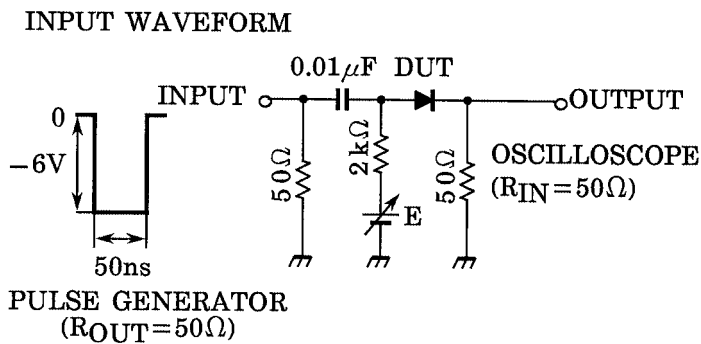 INPUT WAVEFORM
0.01μF DUT
INPUT
OUTPUT
0
−6V
50Ω
2kΩ
50Ω
OSCILLOSCOPE
(RIN=50Ω)
E
50ns
PULSE GENERATOR
(ROUT=50Ω)